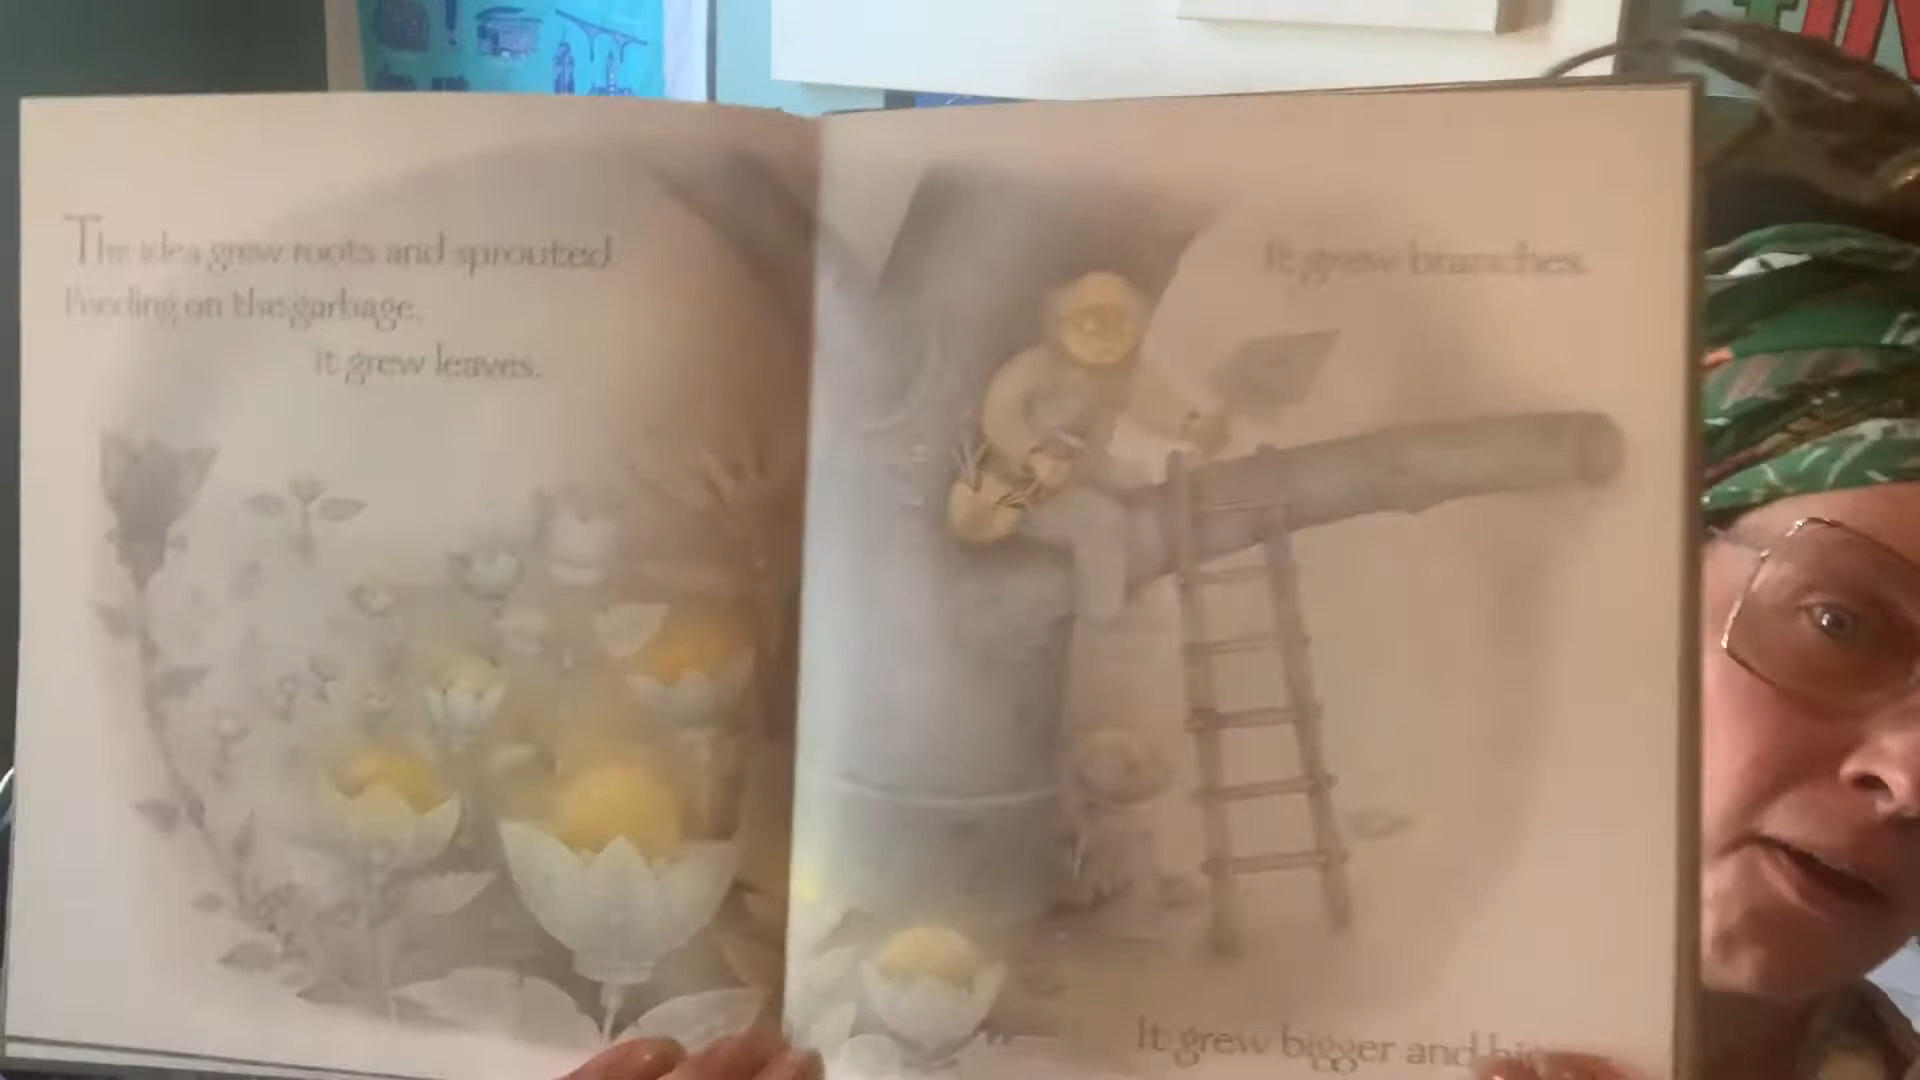 The idea grew roots and sprouted
Feeding on the garbage,
it grew leaves.
It grew branches.
It grew bigger and